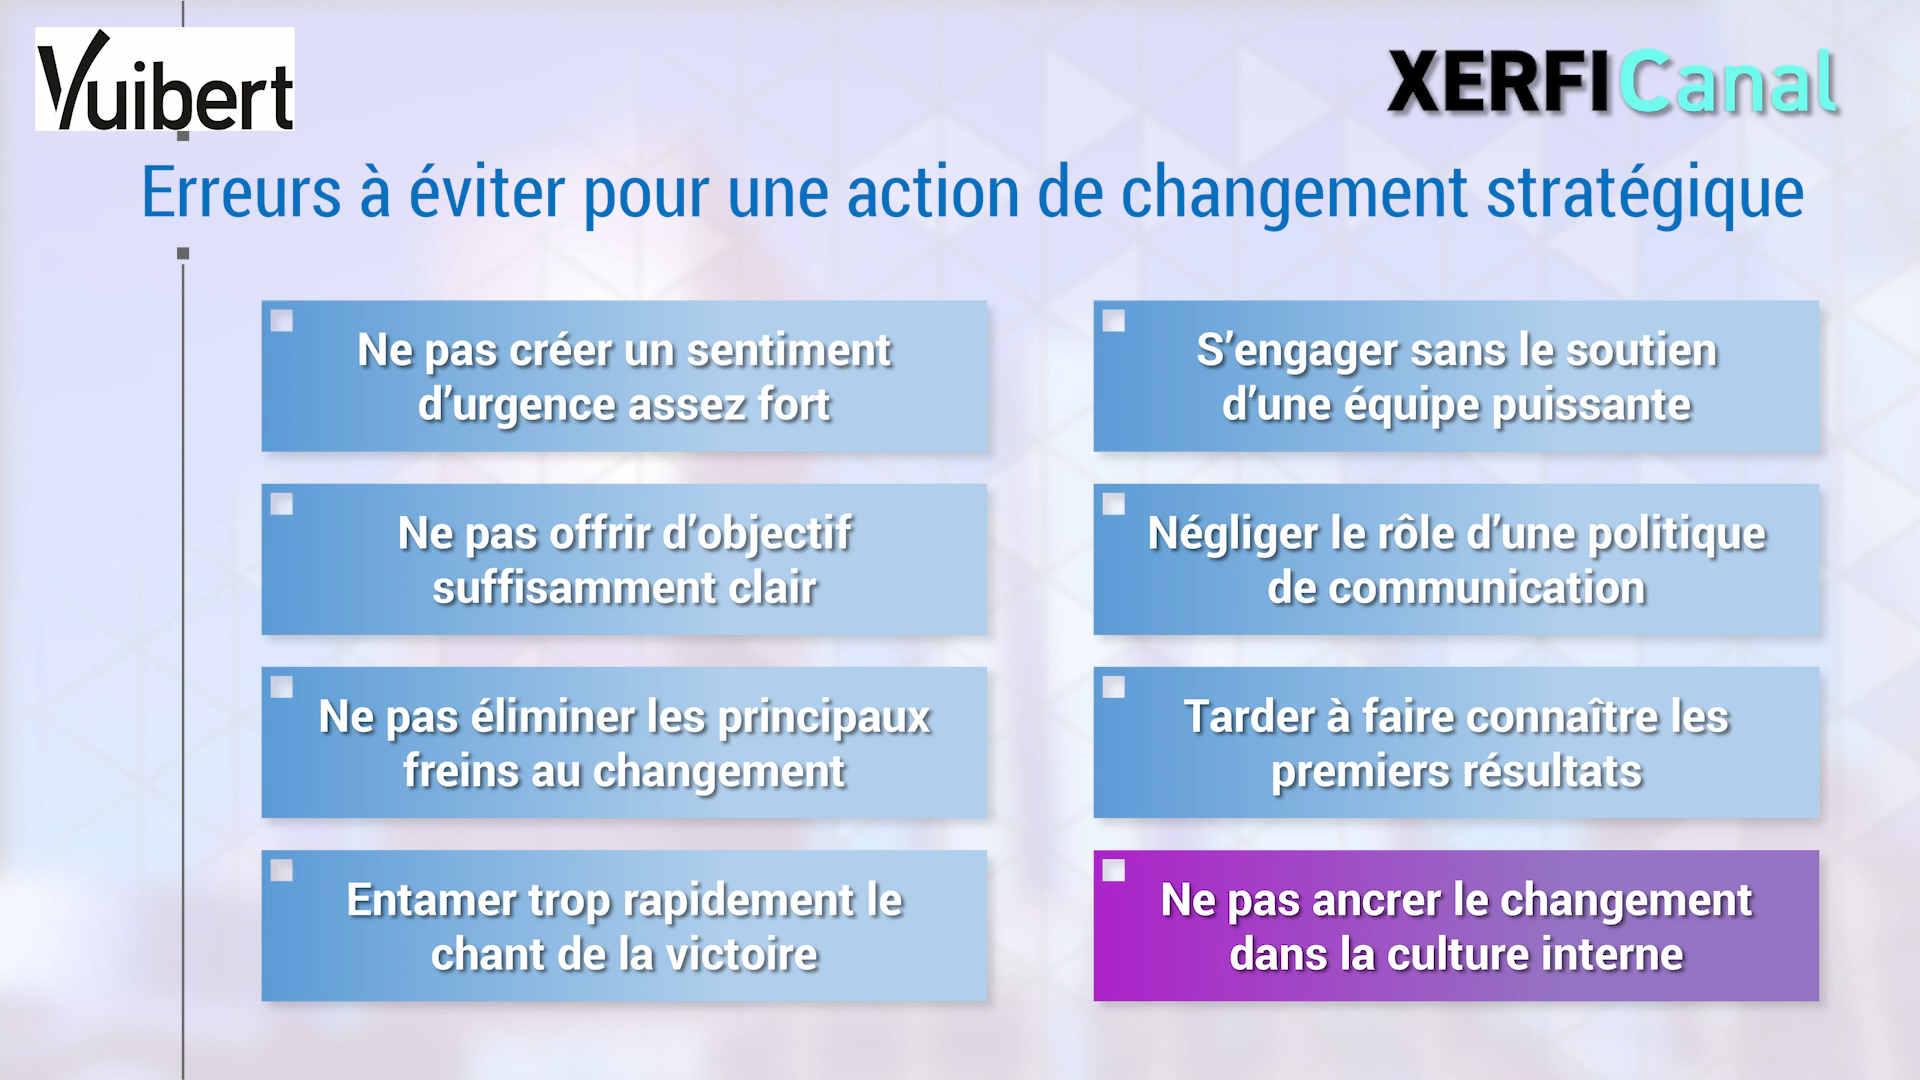 Vuibert
XERFI Canal
Erreurs à éviter pour une action de changement stratégique
Ne pas créer un sentiment
d’urgence assez fort
S’engager sans le soutien
d’une équipe puissante
Ne pas offrir d’objectif
suffisamment clair
Négliger le rôle d’une politique
de communication
Ne pas éliminer les principaux
freins au changement
Tarder à faire connaître les
premiers résultats
Entamer trop rapidement le
chant de la victoire
Ne pas ancrer le changement
dans la culture interne